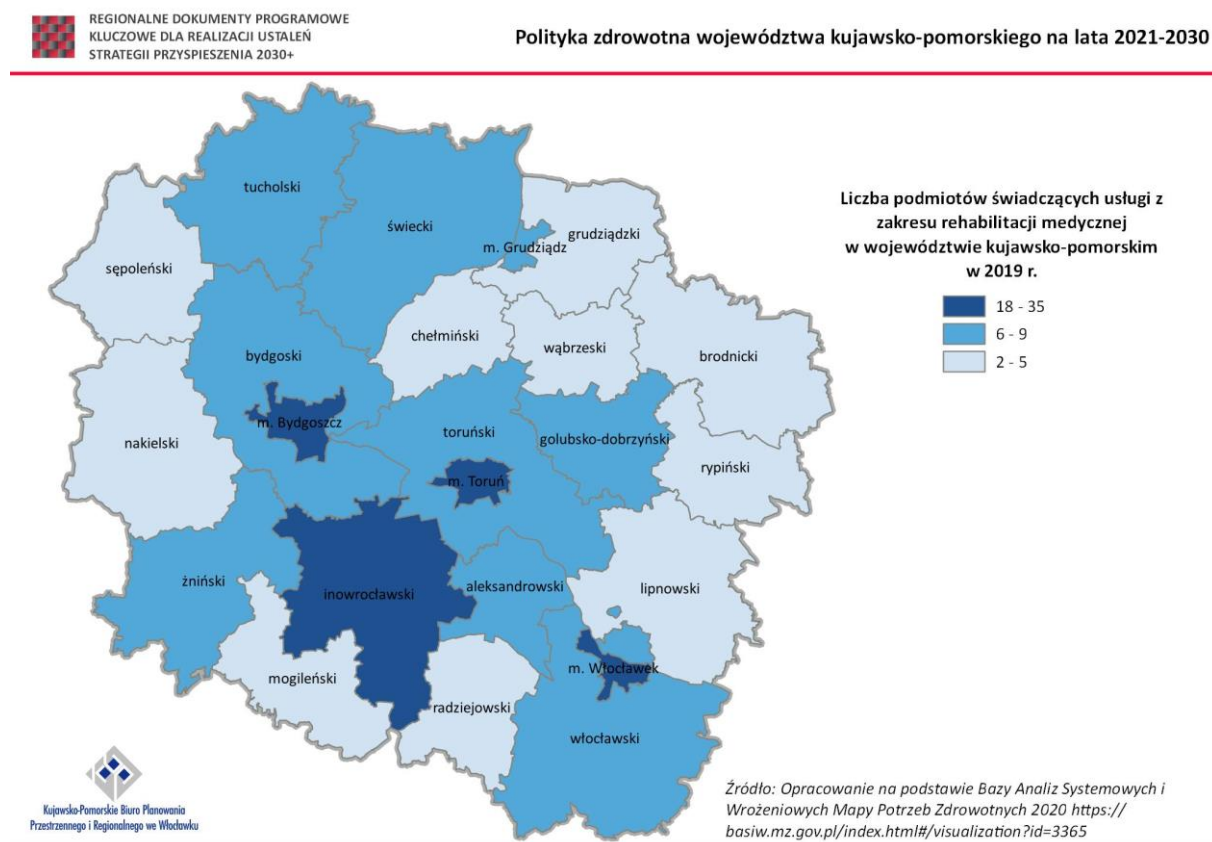 REGIONALNE DOKUMENTY PROGRAMOWE
KLUCZOWE DLA REALIZACJI USTALEŃ
STRATEGII PRZYSPIESZENIA 2030+
Polityka zdrowotna województwa kujawsko-pomorskiego na lata 2021-2030
tucholski
świecki
grudziądzki
m. Grudziądz
sępoleński
chełmiński
wąbrzeski
brodnicki
bydgoski
m. Bydgoszcz
toruński
golubsko-dobrzyński
nakielski
rypiński
m. Toruń
żniński
inowrocławski
aleksandrowski
lipnowski
mogileński
m. Włocławek
radziejowski
włocławski
Liczba podmiotów świadczących usługi z
zakresu rehabilitacji medycznej
w województwie kujawsko-pomorskim
w 2019 r.
18 - 35
6 - 9
2 - 5
Kujawsko-Pomorskie Biuro Planowania
Przestrzennego i Regionalnego we Włocławku
Źródło: Opracowanie na podstawie Bazy Analiz Systemowych i
Wrożeniowych Mapy Potrzeb Zdrowotnych 2020 https://
basiw.mz.gov.pl/index.html#/visualization?id=3365